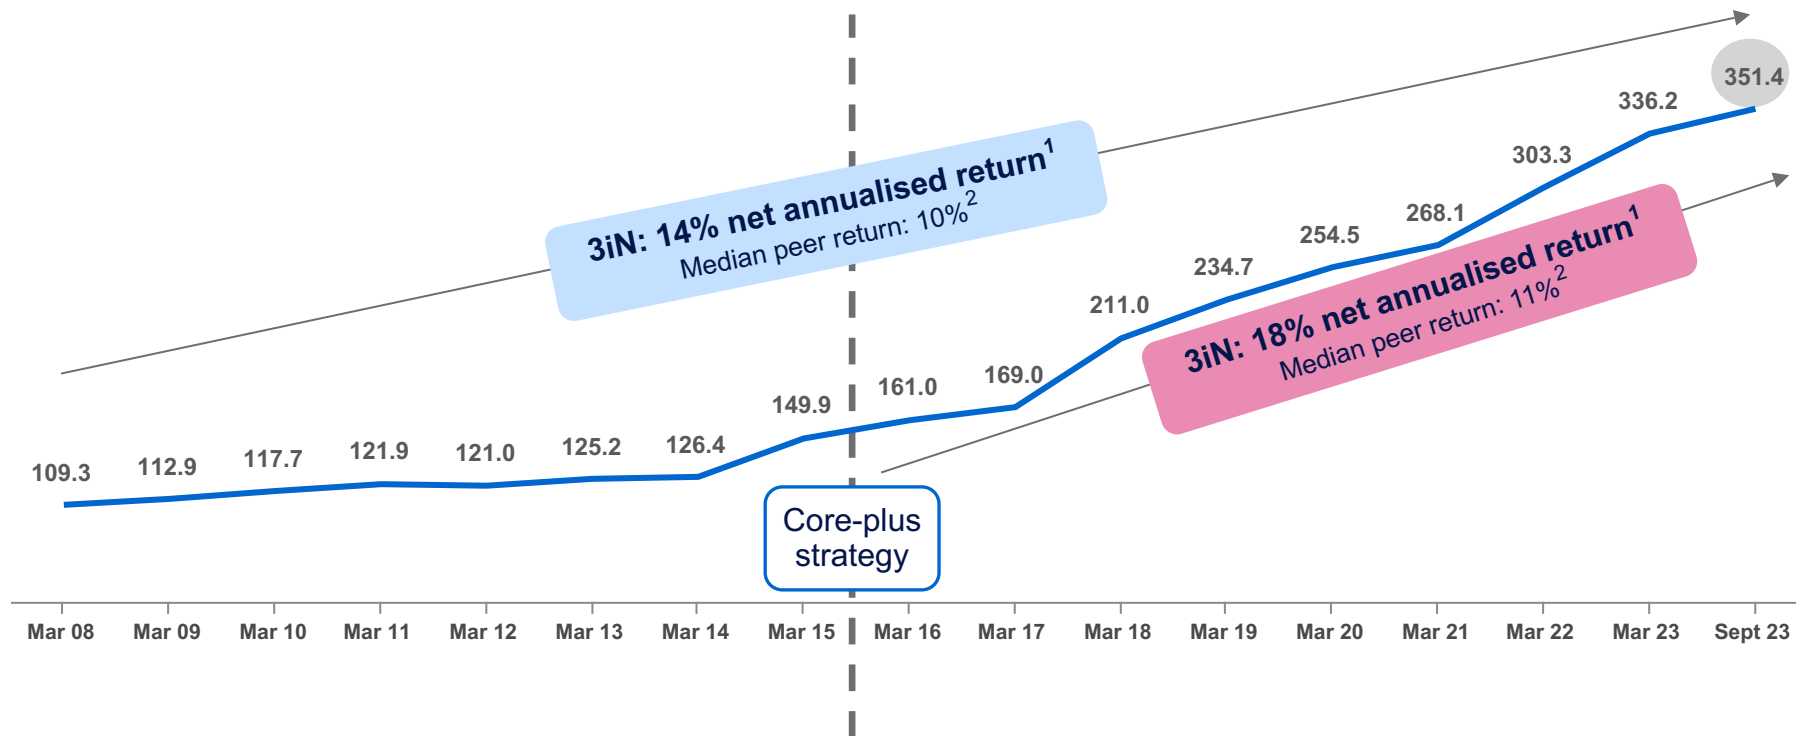 3iN: 14% net annualised return1
Median peer return: 10%2
3iN: 18% net annualised return1
Median peer return: 11%2
109.3
112.9
117.7
121.9
121.0
125.2
126.4
149.9
161.0
169.0
211.0
234.7
254.5
268.1
303.3
336.2
351.4
Core-plus
strategy
Mar 08 Mar 09 Mar 10 Mar 11 Mar 12 Mar 13 Mar 14 Mar 15 Mar 16 Mar 17 Mar 18 Mar 19 Mar 20 Mar 21 Mar 22 Mar 23 Sept 23